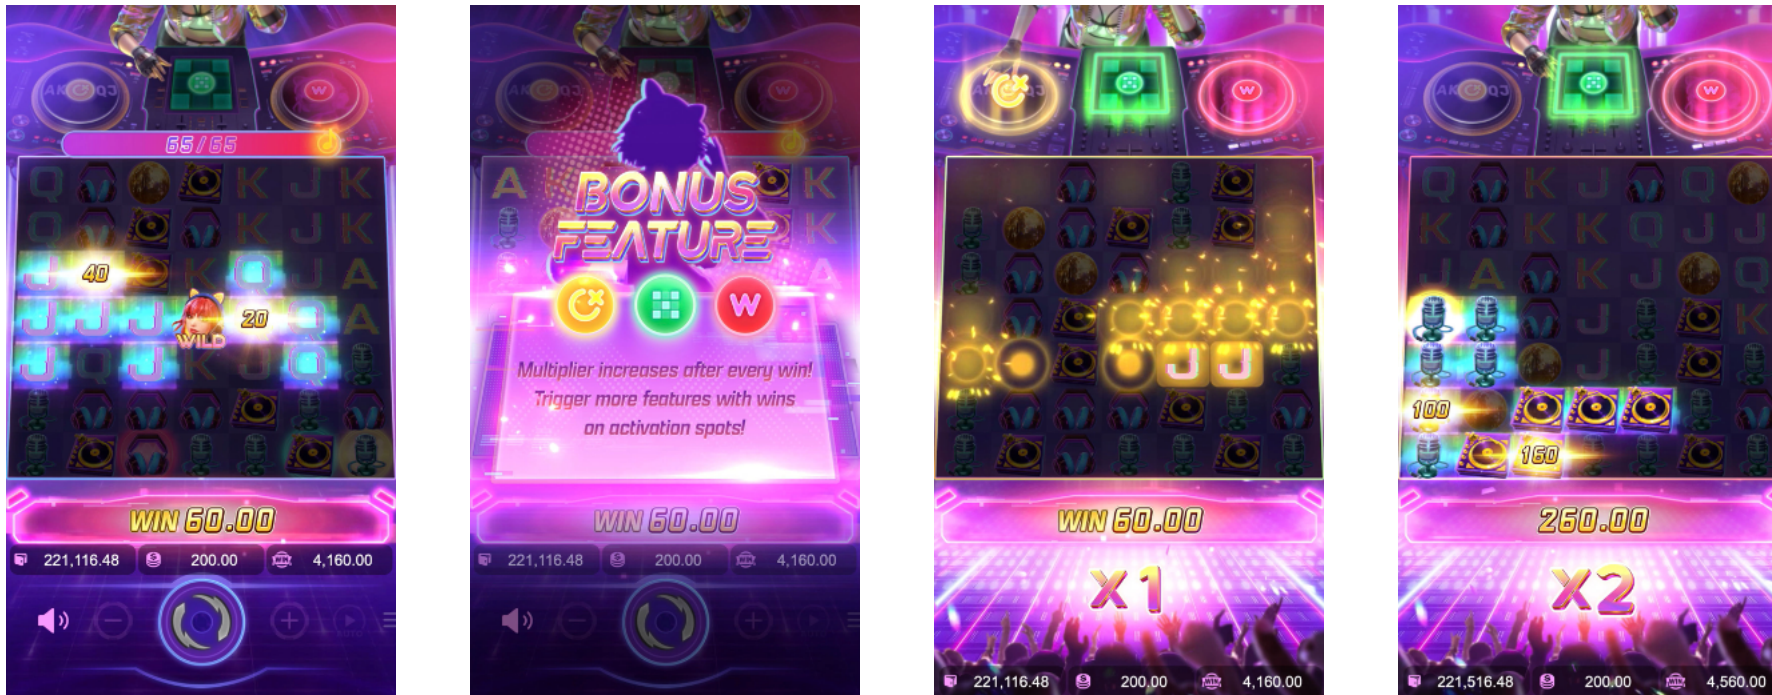 65/65
Q K J K
Q K J K
J 40 K Q J A
J J J WILD 20 Q A
J Q J K J Q K
WIN 60.00
221,116.48 200.00 4,160.00
AUTO
A K
K
A
BONUS
FEATURE
W
Multiplier increases after every win!
Trigger more features with wins
on activation spots!
WIN 60.00
221,116.48 200.00 4,160.00
W
J J
WIN 60.00
X1
221,116.48 200.00 4,160.00
W
Q K J Q
K K K Q J J
J A K J Q
J K
J
100
160
260.00
X2
221,516.48 200.00 4,560.00